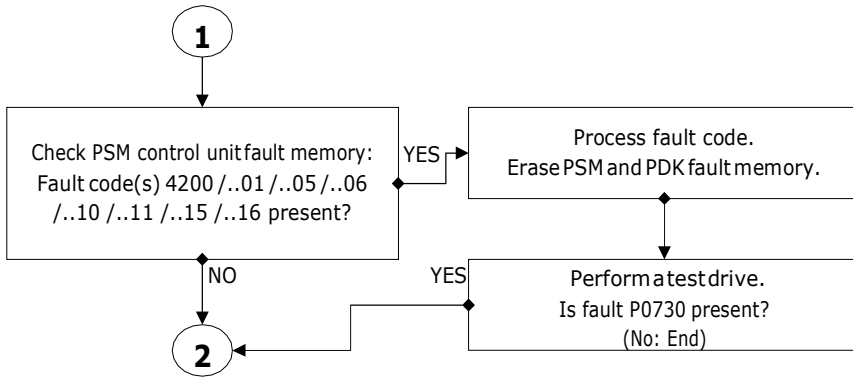 1
Check PSM control unit fault memory:
Fault code(s) 4200 /..01 /..05 /..06
/..10 /..11 /..15 /..16 present?
YES
Process fault code.
Erase PSM and PDK fault memory.
NO
YES
Perform a test drive.
Is fault P0730 present?
(No: End)
2